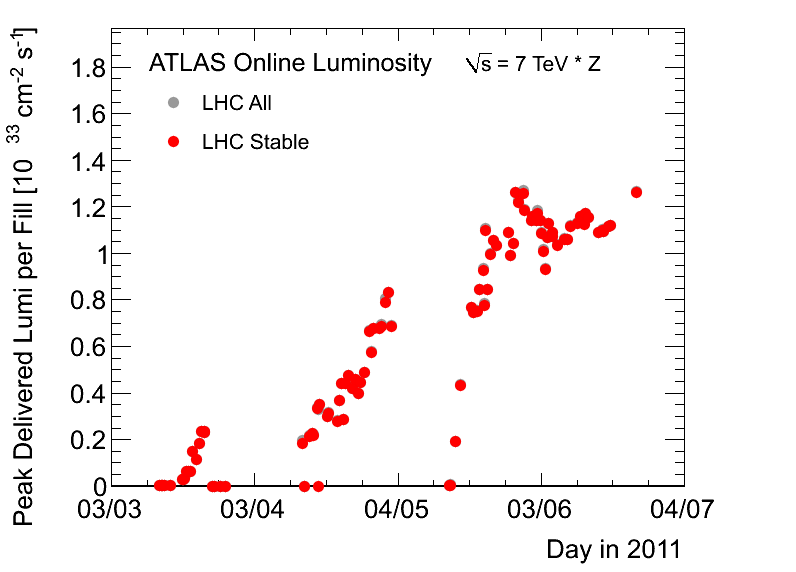 ATLAS Online Luminosity
√s = 7 TeV * Z
LHC All
LHC Stable
Peak Delivered Lumi per Fill [10 ³³ cm⁻² s⁻¹]
1.8
1.6
1.4
1.2
1
0.8
0.6
0.4
0.2
0
03/03
03/04
04/05
03/06
04/07
Day in 2011